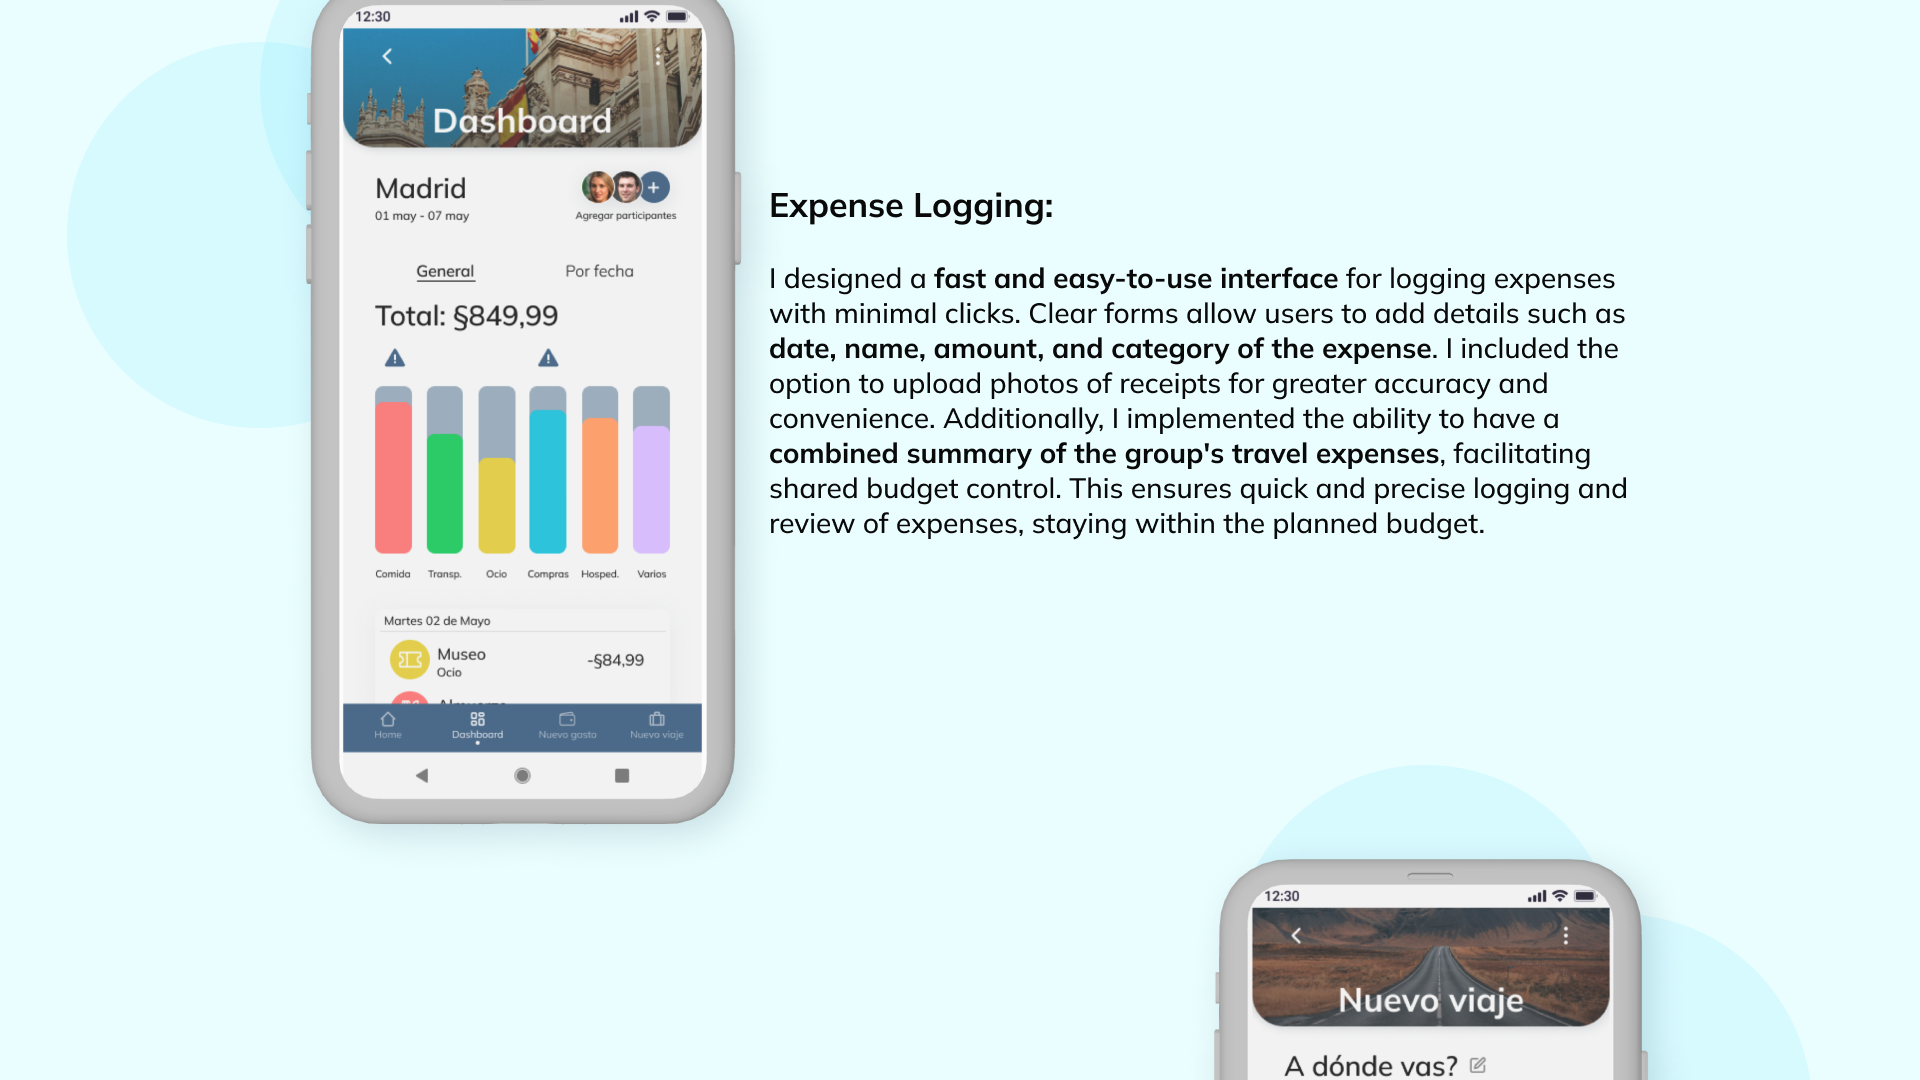 12:30
Dashboard
Madrid
01 may - 07 may
Agregar participantes
General
Por fecha
Total: §849,99
Comida Transp. Ocio Compras Hosped. Varios
Martes 02 de Mayo
Museo
Ocio
-§84,99
Home Dashboard Nuevo gasto Nuevo viaje
Expense Logging:
I designed a fast and easy-to-use interface for logging expenses
with minimal clicks. Clear forms allow users to add details such as
date, name, amount, and category of the expense. I included the
option to upload photos of receipts for greater accuracy and
convenience. Additionally, I implemented the ability to have a
combined summary of the group's travel expenses, facilitating
shared budget control. This ensures quick and precise logging and
review of expenses, staying within the planned budget.
12:30
Nuevo viaje
A dónde vas?